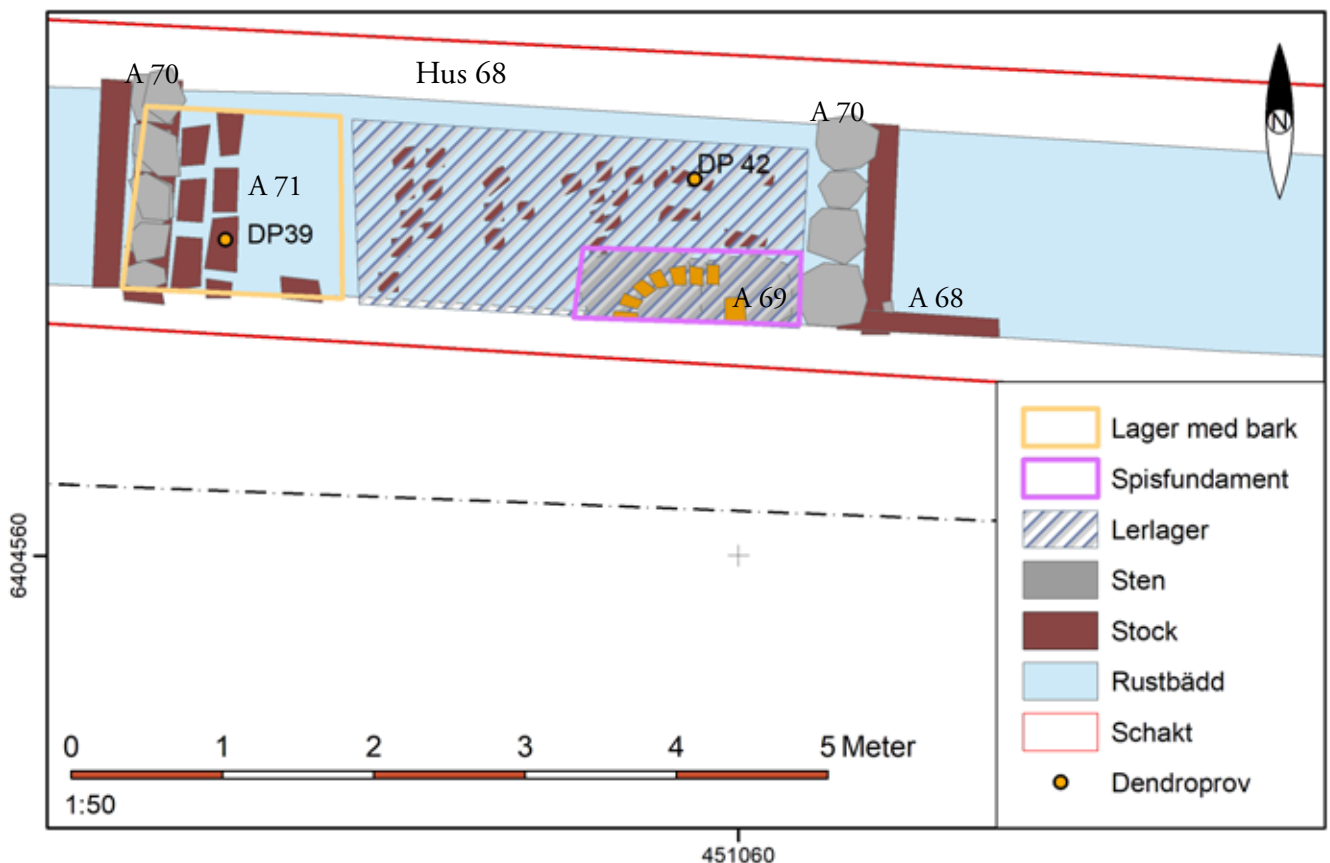 Hus 68
A 70
A 70
DP 42
A 71
DP39
A 69
A 68
N
Lager med bark
Spisfundament
Lerlager
Sten
Stock
Rustbädd
Schakt
Dendroprov
6404560
0 1 2 3 4 5 Meter
1:50
451060